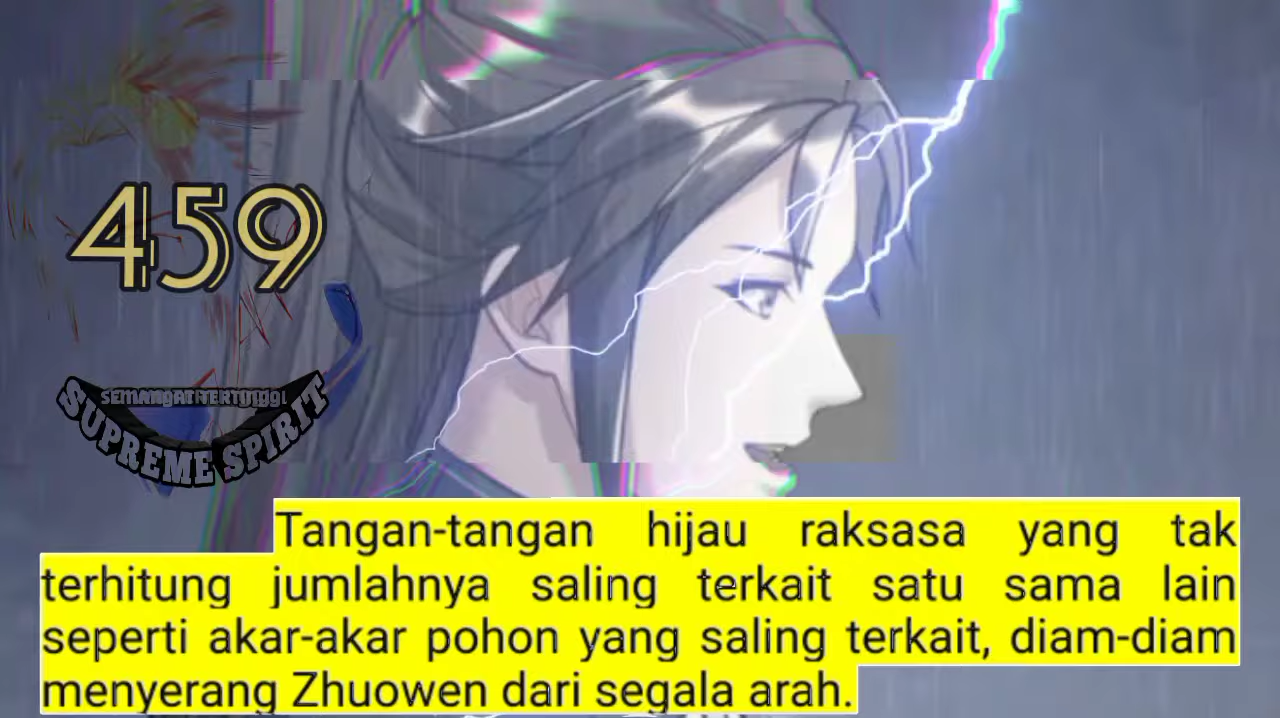 459
SEMANGAT TERTINGGI
SUPREME SPIRIT
Tangan-tangan hijau raksasa yang tak
terhitung jumlahnya saling terkait satu sama lain
seperti akar-akar pohon yang saling terkait, diam-diam
menyerang Zhuowen dari segala arah.